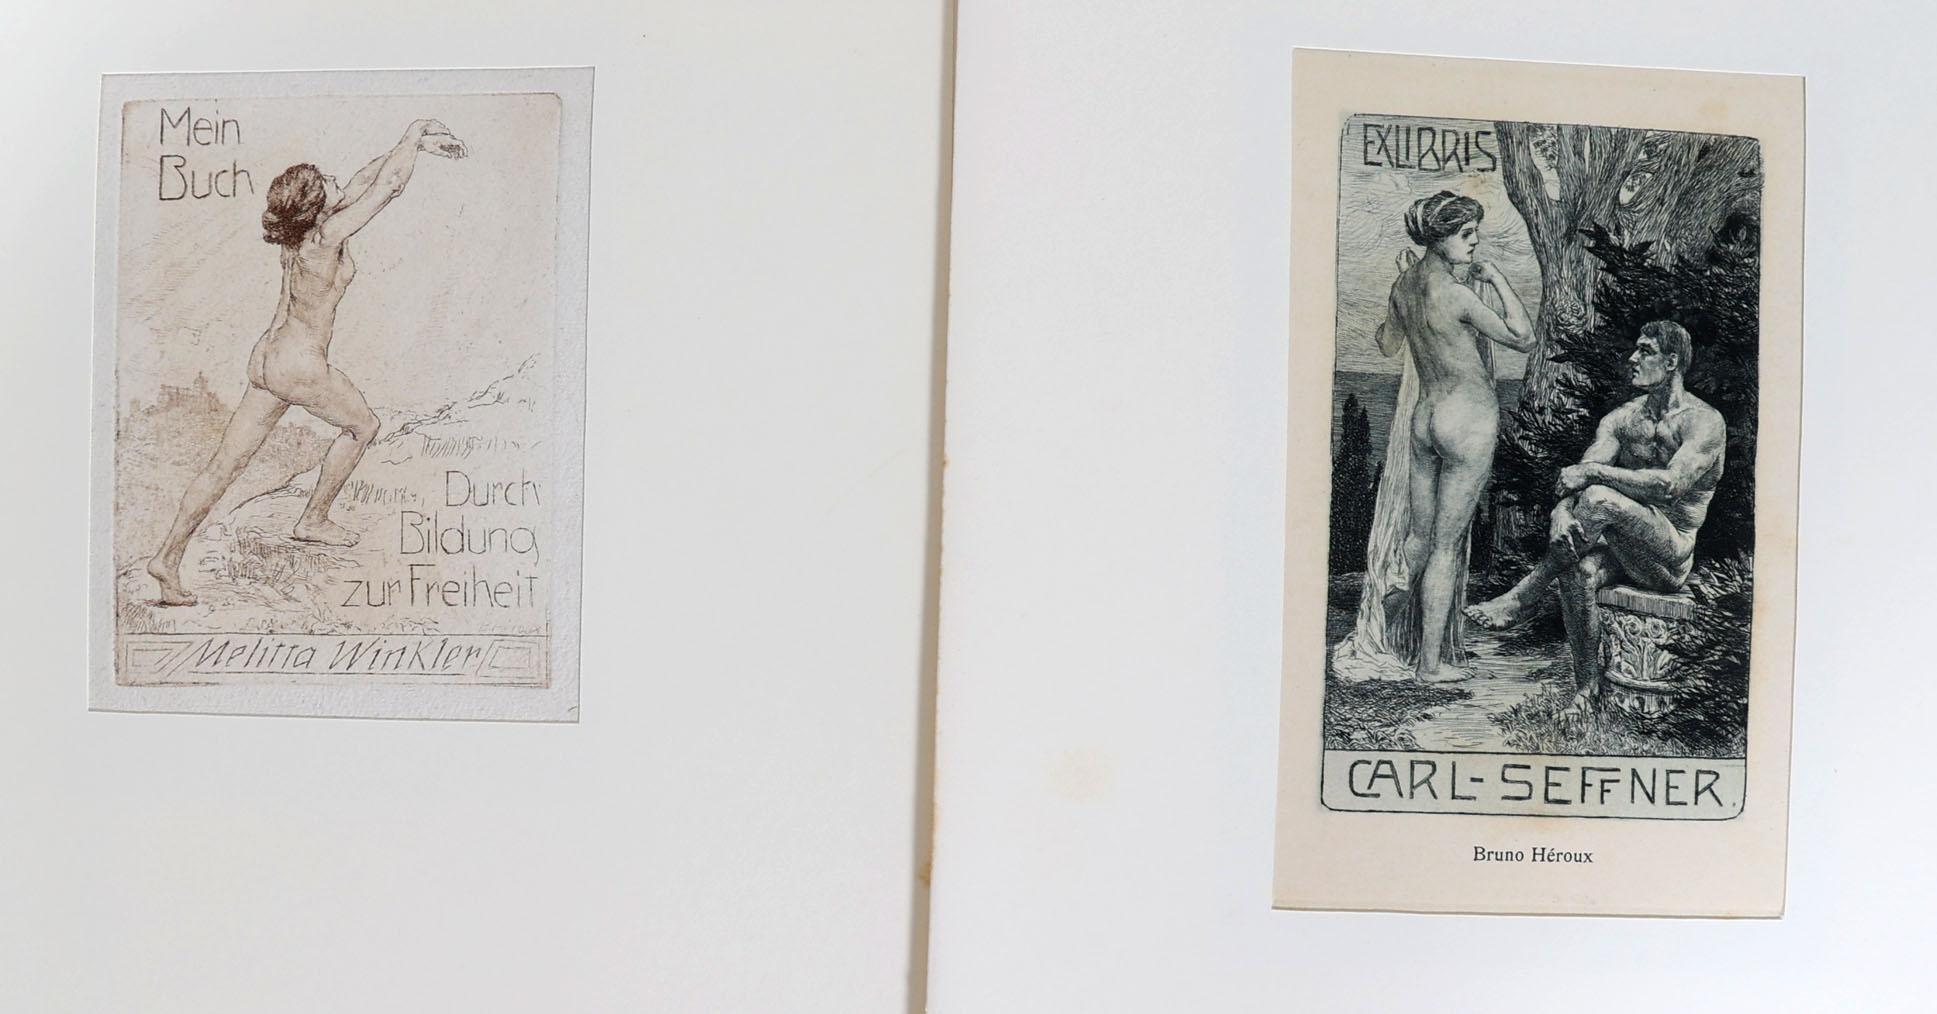 Mein
Buch
Durch
Bildung
zur Freiheit
Melitta Winkler
EXLIBRIS
CARL-SEFFNER.
Bruno Héroux